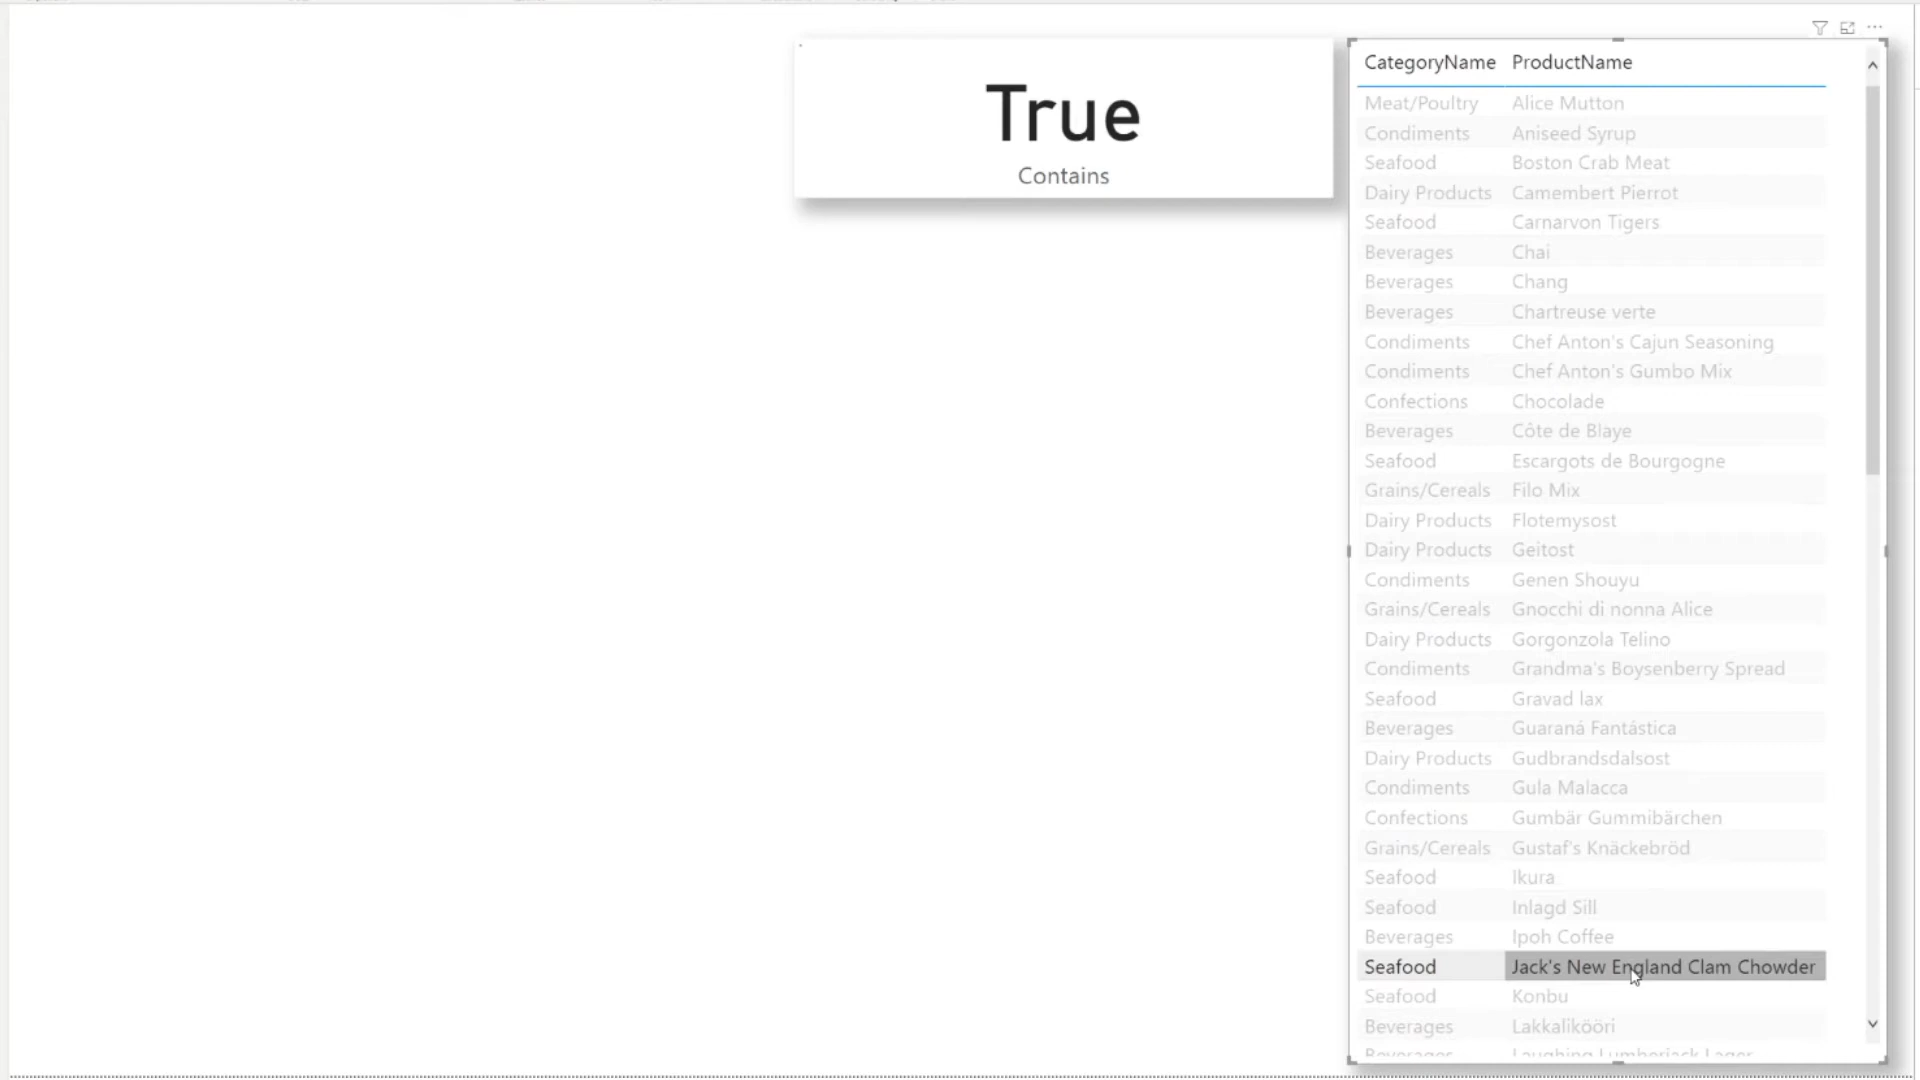 True
Contains
CategoryName ProductName
Meat/Poultry Alice Mutton
Condiments Aniseed Syrup
Seafood Boston Crab Meat
Dairy Products Camembert Pierrot
Seafood Carnarvon Tigers
Beverages Chai
Beverages Chang
Beverages Chartreuse verte
Condiments Chef Anton's Cajun Seasoning
Condiments Chef Anton's Gumbo Mix
Confections Chocolade
Beverages Côte de Blaye
Seafood Escargots de Bourgogne
Grains/Cereals Filo Mix
Dairy Products Flotemysost
Dairy Products Geitost
Condiments Genen Shouyu
Grains/Cereals Gnocchi di nonna Alice
Dairy Products Gorgonzola Telino
Condiments Grandma's Boysenberry Spread
Seafood Gravad lax
Beverages Guaraná Fantástica
Dairy Products Gudbrandsdalsost
Condiments Gula Malacca
Confections Gumbär Gummibärchen
Grains/Cereals Gustaf's Knäckebröd
Seafood Ikura
Seafood Inlagd Sill
Beverages Ipoh Coffee
Seafood Jack's New England Clam Chowder
Seafood Konbu
Beverages Lakkalikööri
Beverages Laughing Lumberjack Lager